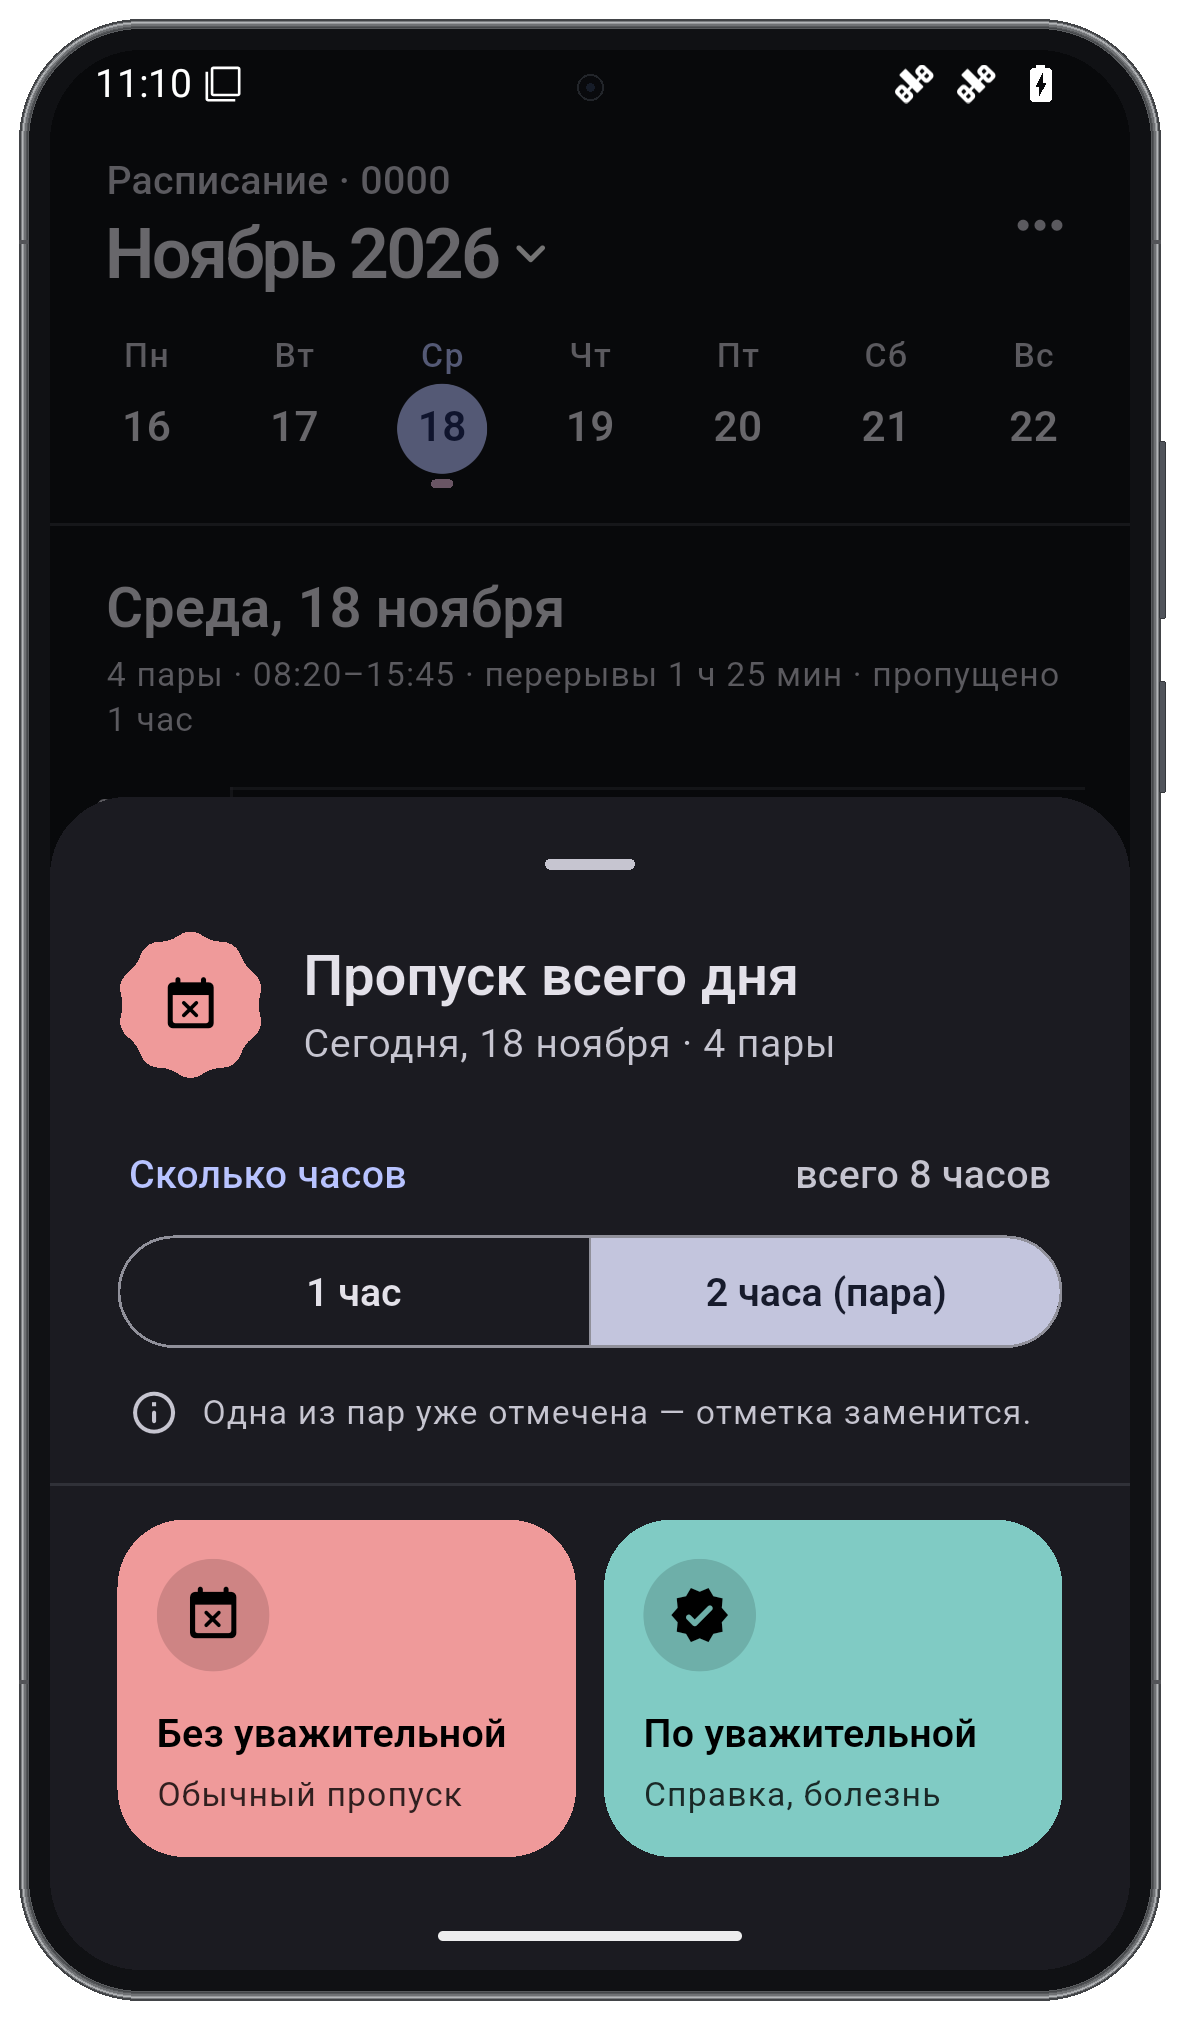 11:10
Расписание · 0000
Ноябрь 2026
Пн Вт Ср Чт Пт Сб Вс
16 17 18 19 20 21 22
Среда, 18 ноября
4 пары · 08:20–15:45 · перерывы 1 ч 25 мин · пропущено
1 час
Пропуск всего дня
Сегодня, 18 ноября · 4 пары
Сколько часов всего 8 часов
1 час 2 часа (пара)
Одна из пар уже отмечена — отметка заменится.
Без уважительной По уважительной
Обычный пропуск Справка, болезнь